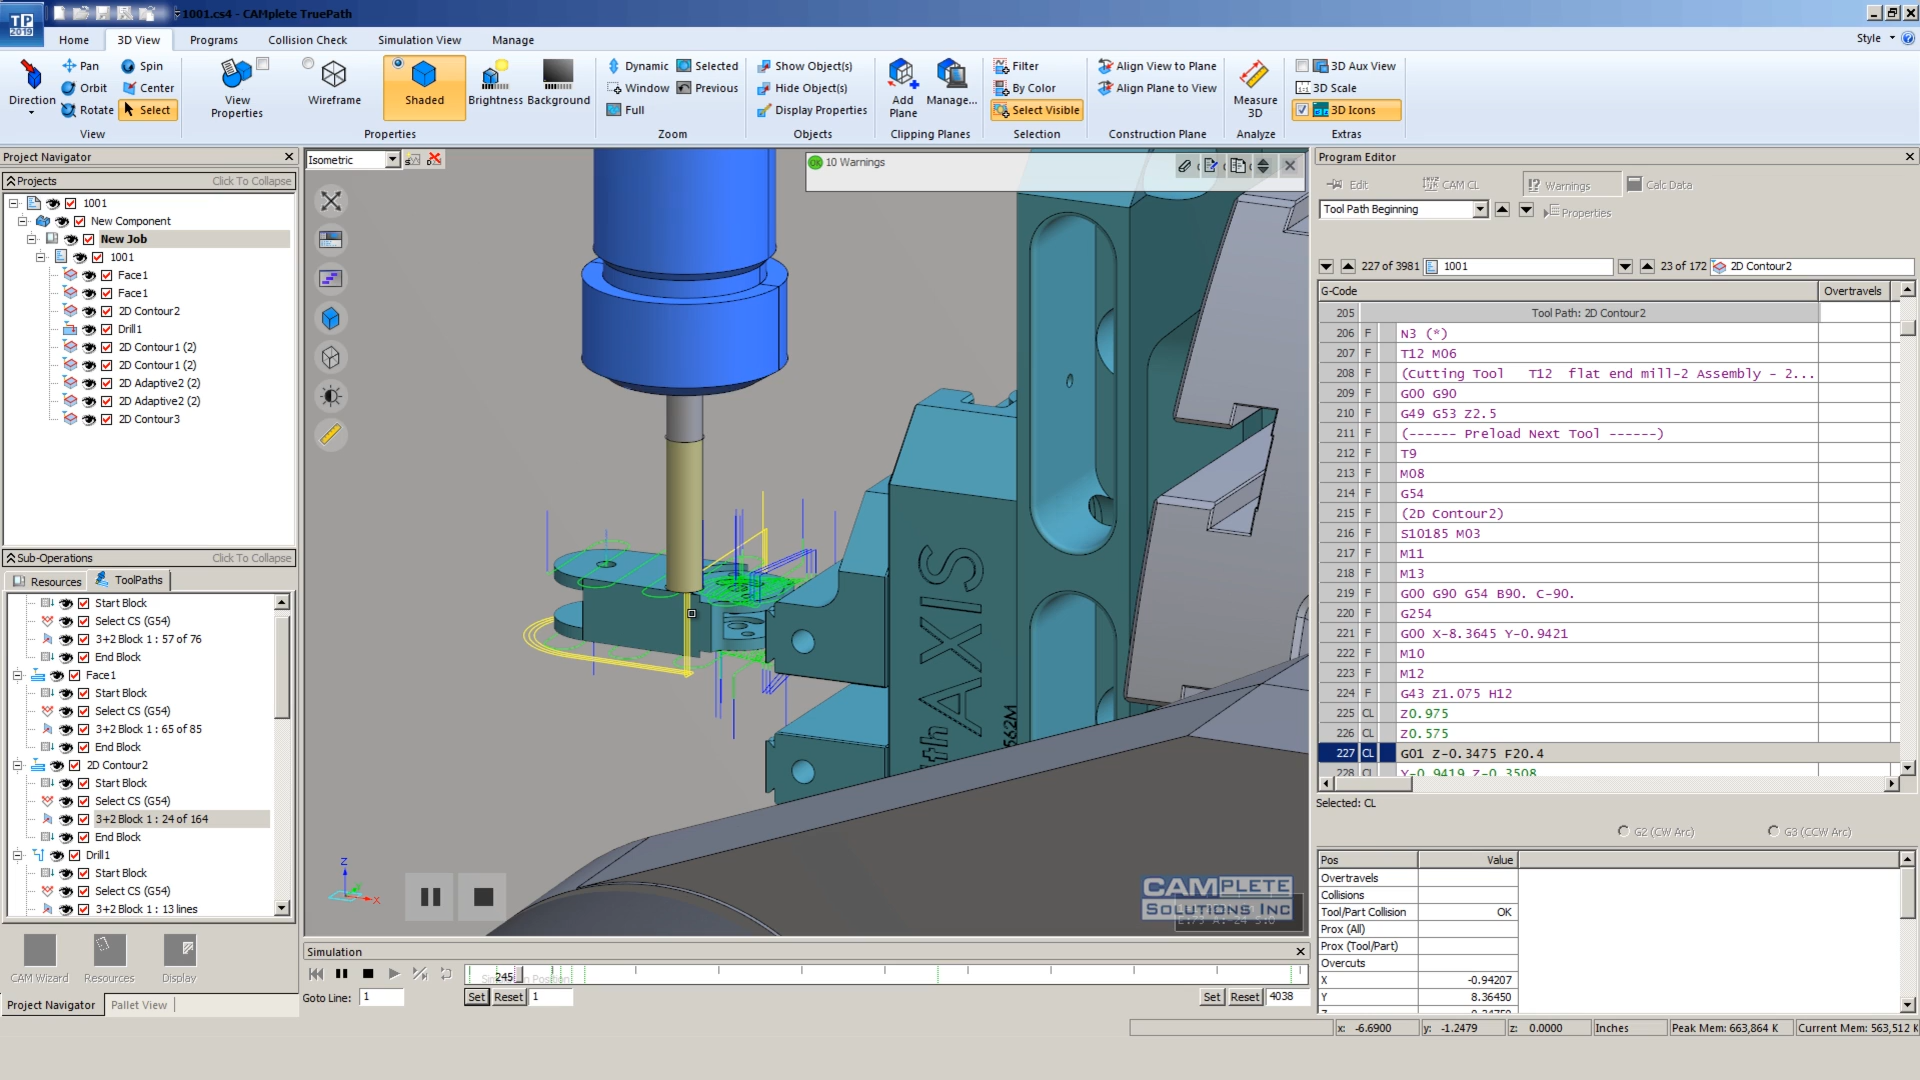 1001.cs4 - CAMplete TruePath
TP
2019
Home
3D View
Programs
Collision Check
Simulation View
Manage
Style
Direction
Pan
Orbit
Rotate
Spin
Center
Select
View
View Properties
Wireframe
Shaded
Brightness
Background
Properties
Dynamic
Window
Full
Selected
Previous
Zoom
Show Object(s)
Hide Object(s)
Display Properties
Objects
Add Plane
Manage...
Clipping Planes
Filter
By Color
Select Visible
Selection
Align View to Plane
Align Plane to View
Construction Plane
Measure 3D
Analyze
3D Aux View
3D Scale
3D Icons
Extras
Project Navigator
Projects
Click To Collapse
1001
New Component
New Job
1001
Face1
Face1
2D Contour2
Drill1
2D Contour1 (2)
2D Contour1 (2)
2D Adaptive2 (2)
2D Adaptive2 (2)
2D Contour3
Sub-Operations
Click To Collapse
Resources
ToolPaths
Start Block
Select CS (G54)
3+2 Block 1 : 57 of 76
End Block
Face1
Start Block
Select CS (G54)
3+2 Block 1 : 65 of 85
End Block
2D Contour2
Start Block
Select CS (G54)
3+2 Block 1 : 24 of 164
End Block
Drill1
Start Block
Select CS (G54)
3+2 Block 1 : 13 lines
CAM Wizard
Resources
Display
Project Navigator
Pallet View
Isometric
10 Warnings
5th AXIS
562M
Z
X
CAMPLETE
SOLUTIONS INC
Simulation
245
Simulation Position
Goto Line:
1
Set
Reset
1
Set
Reset
4038
Program Editor
Edit
CAM CL
Warnings
Calc Data
Tool Path Beginning
Properties
227 of 3981
1001
23 of 172
2D Contour2
G-Code
Overtravels
205 Tool Path: 2D Contour2
206 F N3 (*)
207 F T12 M06
208 F (Cutting Tool T12 flat end mill-2 Assembly - 2...
209 F G00 G90
210 F G49 G53 Z2.5
211 F (------ Preload Next Tool ------)
212 F T9
213 F M08
214 F G54
215 F (2D Contour2)
216 F S10185 M03
217 F M11
218 F M13
219 F G00 G90 G54 B90. C-90.
220 F G254
221 F G00 X-8.3645 Y-0.9421
222 F M10
223 F M12
224 F G43 Z1.075 H12
225 CL Z0.975
226 CL Z0.575
227 CL G01 Z-0.3475 F20.4
228 CL Y-0.9419 Z-0.3508
Selected: CL
G2 (CW Arc)
G3 (CCW Arc)
Pos Value
Overtravels
Collisions
Tool/Part Collision OK
Prox (All)
Prox (Tool/Part)
Overcuts
X -0.94207
Y 8.36450
x: -6.6900
y: -1.2479
z: 0.0000
Inches
Peak Mem: 663,864 K
Current Mem: 563,512 K